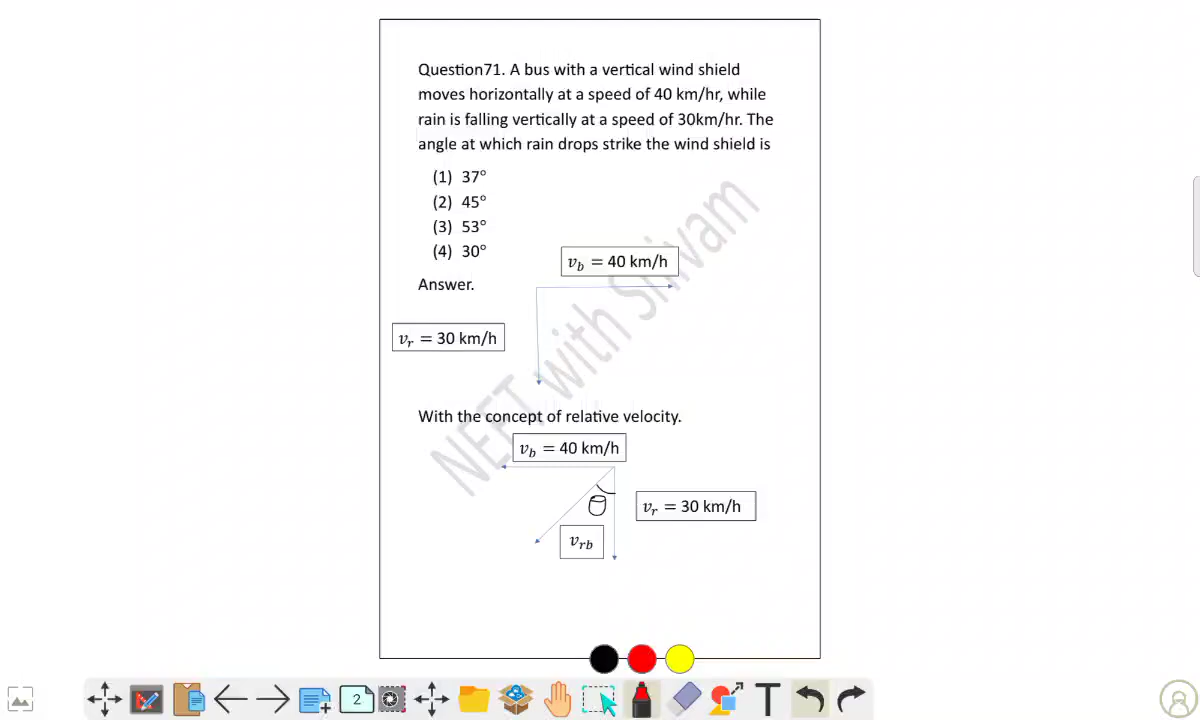 Question71. A bus with a vertical wind shield
moves horizontally at a speed of 40 km/hr, while
rain is falling vertically at a speed of 30km/hr. The
angle at which rain drops strike the wind shield is
(1) 37°
(2) 45°
(3) 53°
(4) 30°
v_b = 40 km/h
Answer.
v_r = 30 km/h
With the concept of relative velocity.
v_b = 40 km/h
θ
v_r = 30 km/h
v_rb
NEET with Shivam
2
T